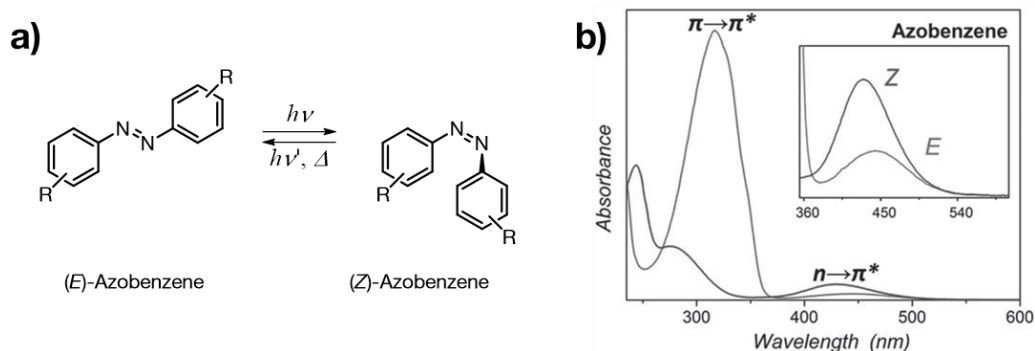 a)
R
N
N
R
hν
hν', Δ
N
N
R
R
(E)-Azobenzene
(Z)-Azobenzene
b)
π→π*
Azobenzene
Z
E
360
450
540
n→π*
Absorbance
300
400
500
600
Wavelength (nm)